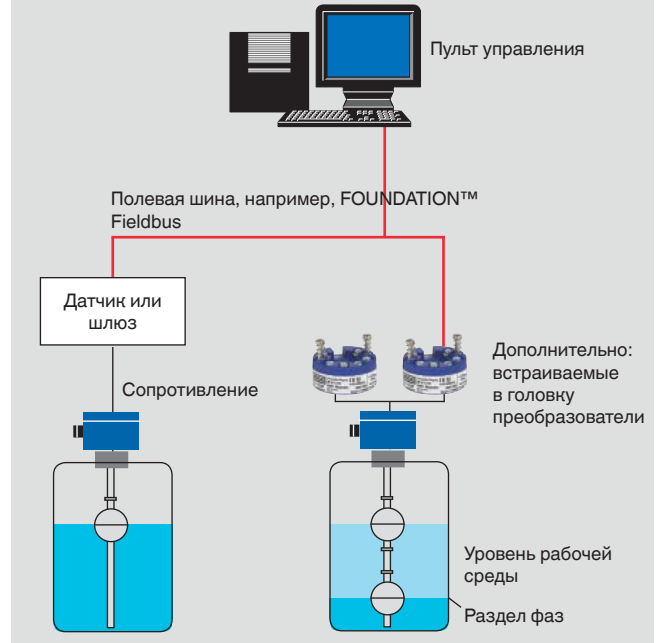 Пульт управления
Полевая шина, например, FOUNDATION™
Fieldbus
Датчик или
шлюз
Сопротивление
Дополнительно:
встраиваемые
в головку
преобразователи
Уровень рабочей
среды
Раздел фаз